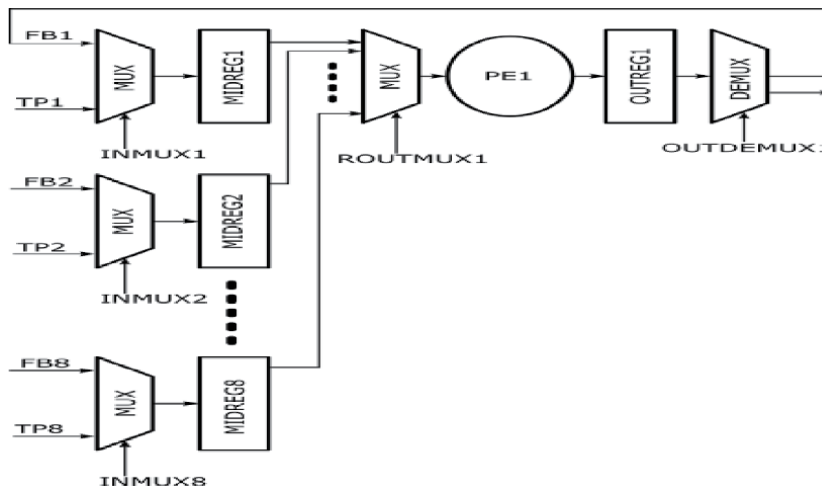 FB1
TP1
MUX
INMUX1
MIDREG1
MUX
ROUTMUX1
PE1
OUTREG1
DEMUX
OUTDEMUX1
FB2
TP2
MUX
INMUX2
MIDREG2
FB8
TP8
MUX
INMUX8
MIDREG8